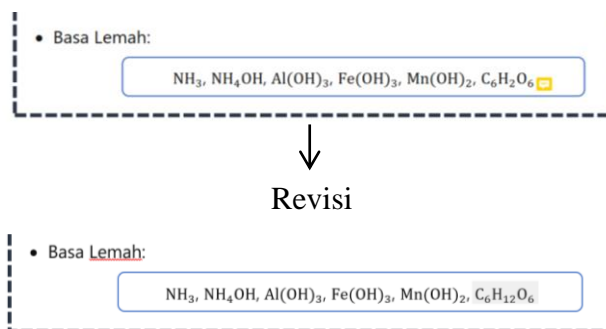 • Basa Lemah:
NH₃, NH₄OH, Al(OH)₃, Fe(OH)₃, Mn(OH)₂, C₆H₂O₆
Revisi
• Basa Lemah:
NH₃, NH₄OH, Al(OH)₃, Fe(OH)₃, Mn(OH)₂, C₆H₁₂O₆